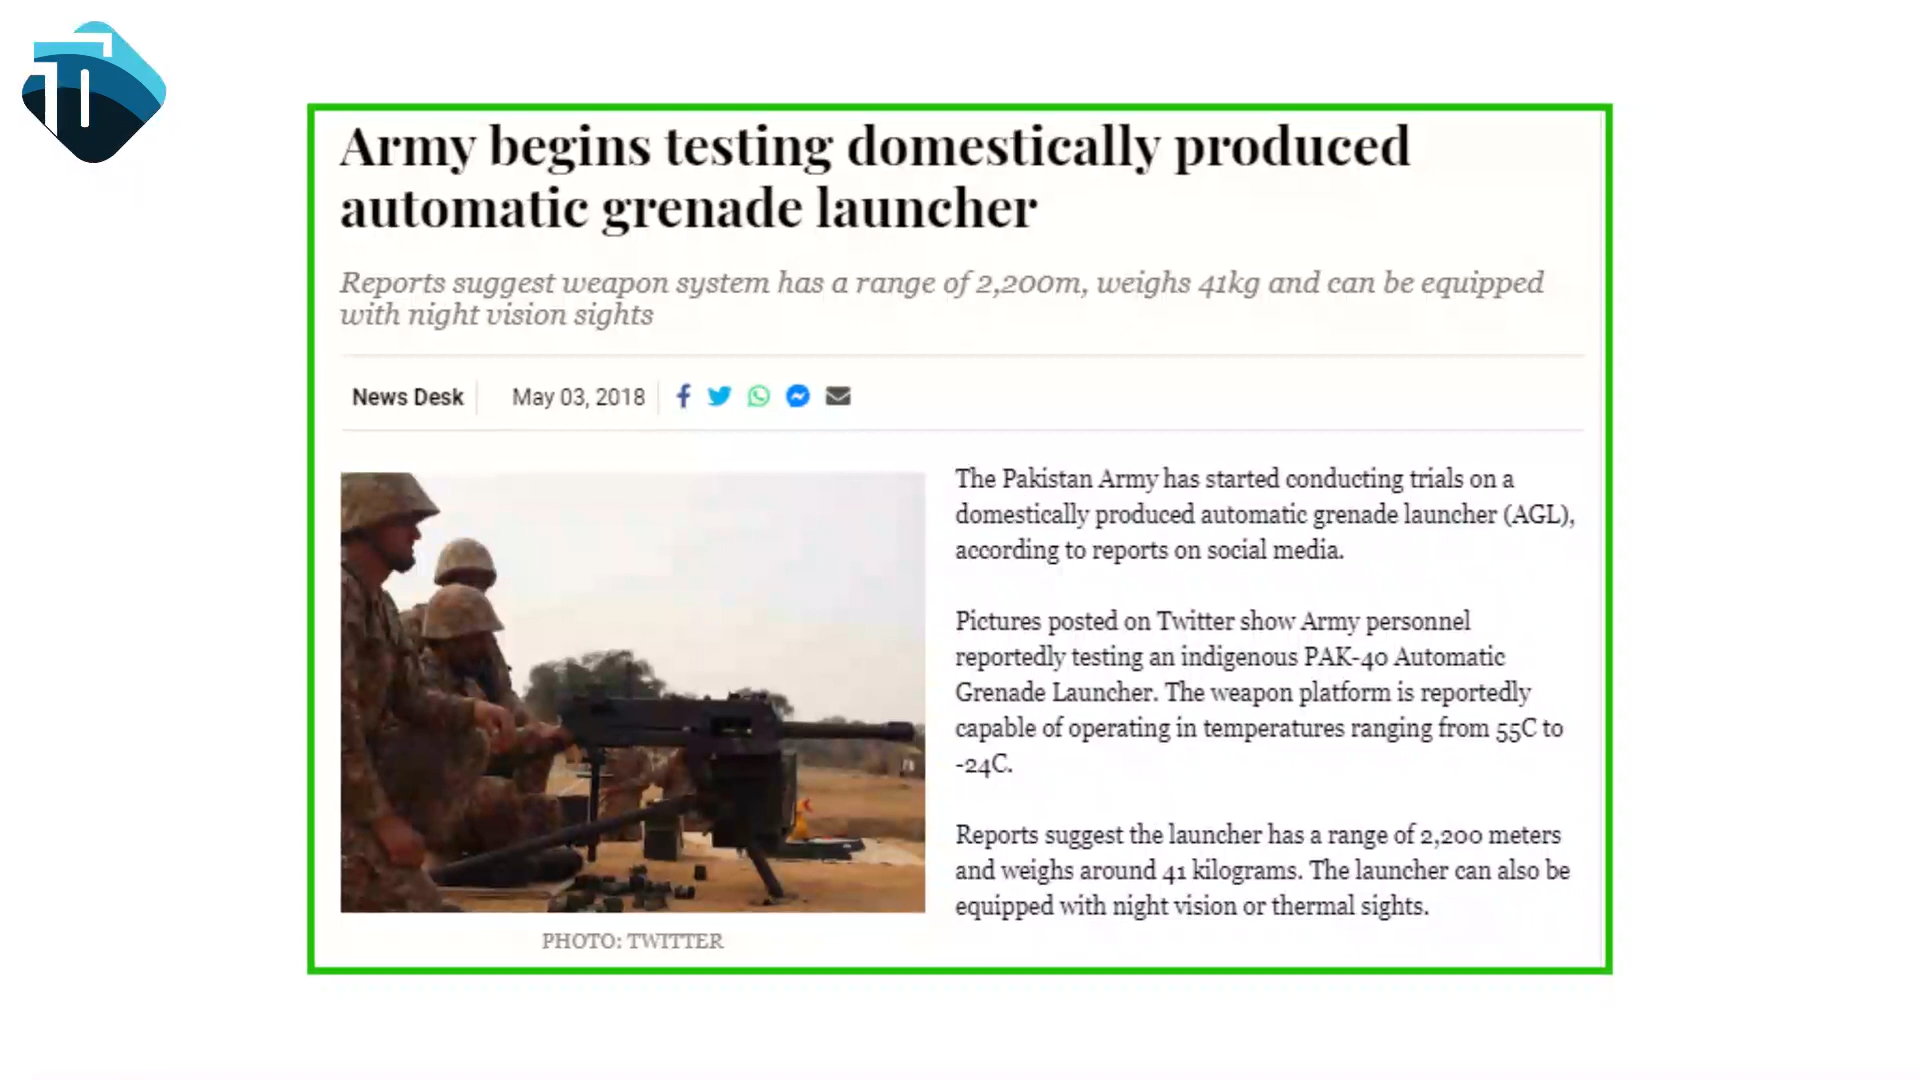 Army begins testing domestically produced
automatic grenade launcher
Reports suggest weapon system has a range of 2,200m, weighs 41kg and can be equipped
with night vision sights
News Desk
May 03, 2018
The Pakistan Army has started conducting trials on a
domestically produced automatic grenade launcher (AGL),
according to reports on social media.
Pictures posted on Twitter show Army personnel
reportedly testing an indigenous PAK-40 Automatic
Grenade Launcher. The weapon platform is reportedly
capable of operating in temperatures ranging from 55C to
-24C.
Reports suggest the launcher has a range of 2,200 meters
and weighs around 41 kilograms. The launcher can also be
equipped with night vision or thermal sights.
PHOTO: TWITTER